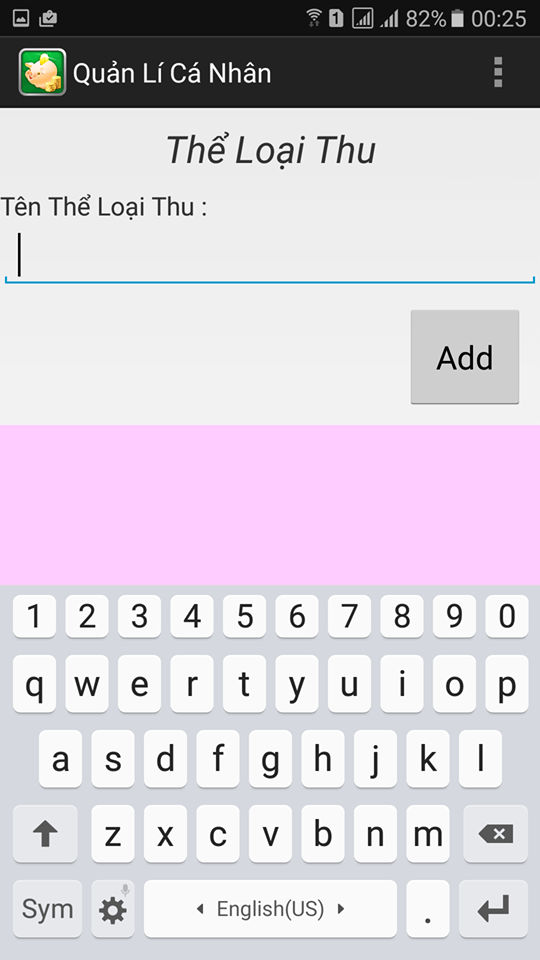 1 82% 00:25
Quản Lí Cá Nhân
Thể Loại Thu
Tên Thể Loại Thu :
Add
1 2 3 4 5 6 7 8 9 0
q w e r t y u i o p
a s d f g h j k l
z x c v b n m
Sym English(US) .